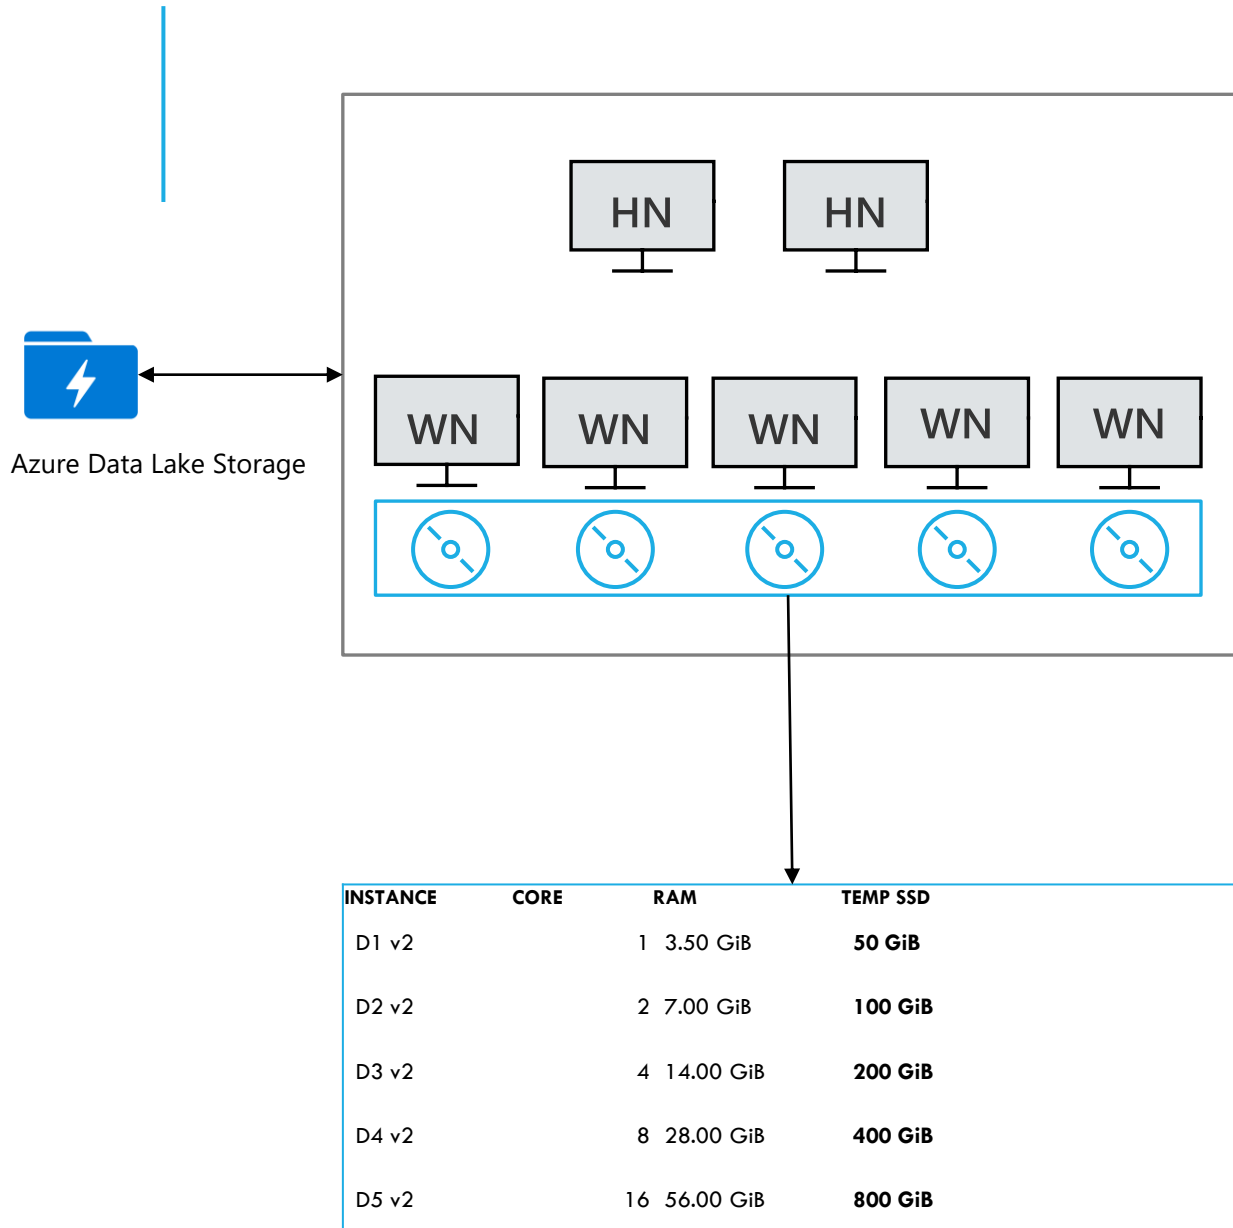 HN HN
WN WN WN WN WN
Azure Data Lake Storage
INSTANCE CORE RAM TEMP SSD
D1 v2 1 3.50 GiB 50 GiB
D2 v2 2 7.00 GiB 100 GiB
D3 v2 4 14.00 GiB 200 GiB
D4 v2 8 28.00 GiB 400 GiB
D5 v2 16 56.00 GiB 800 GiB